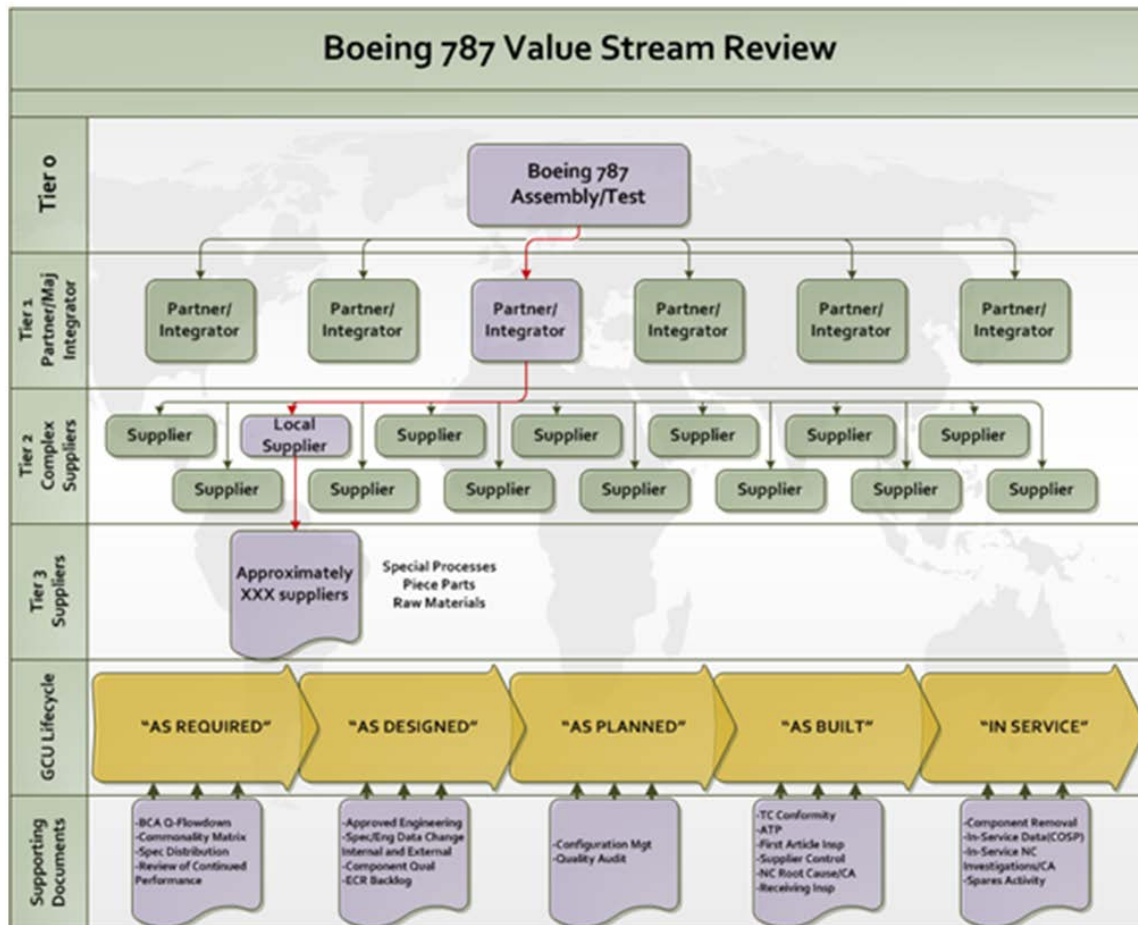 Boeing 787 Value Stream Review
Tier 0
Boeing 787
Assembly/Test
Tier 1
Partner/Maj
Integrator
Partner/
Integrator
Partner/
Integrator
Partner/
Integrator
Partner/
Integrator
Partner/
Integrator
Partner/
Integrator
Tier 2
Complex
Suppliers
Supplier
Local
Supplier
Supplier
Supplier
Supplier
Supplier
Supplier
Supplier
Supplier
Supplier
Supplier
Supplier
Supplier
Supplier
Tier 3
Suppliers
Approximately
XXX suppliers
Special Processes
Piece Parts
Raw Materials
GCU Lifecycle
“AS REQUIRED”
“AS DESIGNED”
“AS PLANNED”
“AS BUILT”
“IN SERVICE”
Supporting
Documents
-BCA Q-Flowdown
-Commonality Matrix
-Spec Distribution
-Review of Continued
Performance
-Approved Engineering
-Spec/Eng Data Change
Internal and External
-Component Qual
-ECR Backlog
-Configuration Mgt
-Quality Audit
-TC Conformity
-ATP
-First Article Insp
-Supplier Control
-NC Root Cause/CA
-Receiving Insp
-Component Removal
-In-Service Data(COSP)
-In-Service NC
Investigations/CA
-Spares Activity